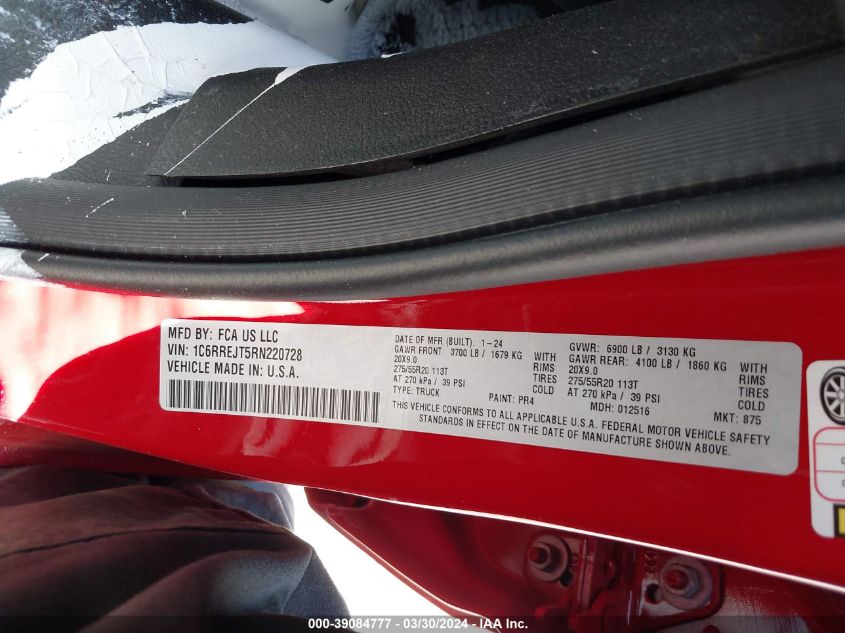 MFD BY: FCA US LLC
VIN: 1C6RREJT5RN220728
VEHICLE MADE IN: U.S.A.
DATE OF MFR (BUILT): 1-24
GVWR: 6900 LB / 3130 KG
GAWR FRONT: 3700 LB / 1679 KG WITH
GAWR REAR: 4100 LB / 1860 KG WITH
20X9.0 RIMS
20X9.0 RIMS
275/55R20 113T TIRES
275/55R20 113T TIRES
AT 270 kPa / 39 PSI COLD
AT 270 kPa / 39 PSI COLD
TYPE: TRUCK PAINT: PR4 MDH: 012516 MKT: 875
THIS VEHICLE CONFORMS TO ALL APPLICABLE U.S.A. FEDERAL MOTOR VEHICLE SAFETY
STANDARDS IN EFFECT ON THE DATE OF MANUFACTURE SHOWN ABOVE.
000-39084777 - 03/30/2024 - IAAI.com